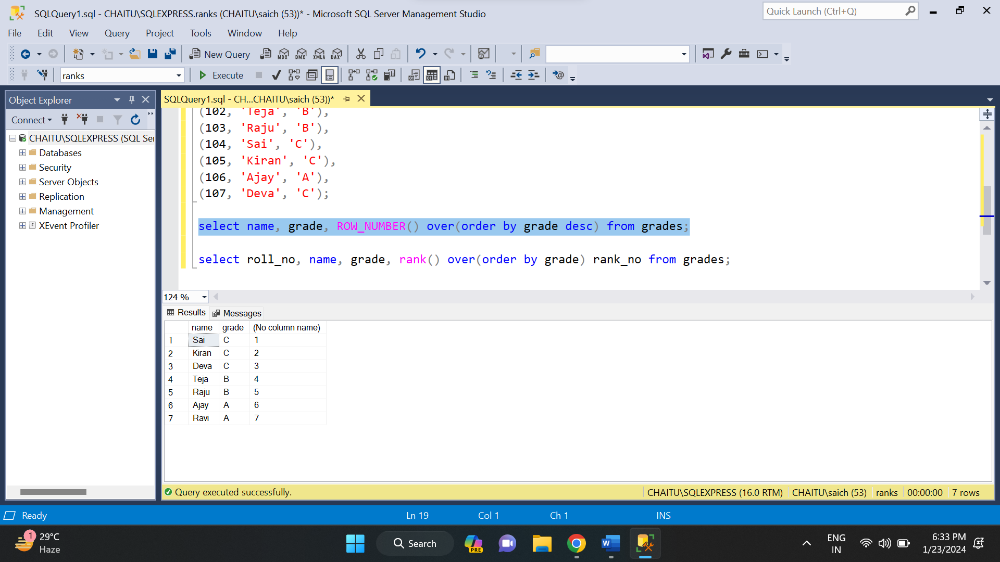 SQLQuery1.sql - CHAITU\SQLEXPRESS.ranks (CHAITU\saich (53))* - Microsoft SQL Server Management Studio
Quick Launch (Ctrl+Q)
File Edit View Query Project Tools Window Help
New Query MDX DMX XMLA DAX
ranks Execute
Object Explorer
SQLQuery1.sql - CH...CHAITU\saich (53))*
Connect
CHAITU\SQLEXPRESS (SQL Ser
Databases
Security
Server Objects
Replication
Management
XEvent Profiler
(102, 'Teja', 'B'),
(103, 'Raju', 'B'),
(104, 'Sai', 'C'),
(105, 'Kiran', 'C'),
(106, 'Ajay', 'A'),
(107, 'Deva', 'C');
select name, grade, ROW_NUMBER() over(order by grade desc) from grades;
select roll_no, name, grade, rank() over(order by grade) rank_no from grades;
124 %
Results Messages
name grade (No column name)
1 Sai C 1
2 Kiran C 2
3 Deva C 3
4 Teja B 4
5 Raju B 5
6 Ajay A 6
7 Ravi A 7
Query executed successfully. CHAITU\SQLEXPRESS (16.0 RTM) CHAITU\saich (53) ranks 00:00:00 7 rows
Ready Ln 19 Col 1 Ch 1 INS
1 29°C
Haze
Search
PRE
W
ENG
IN
6:33 PM
1/23/2024